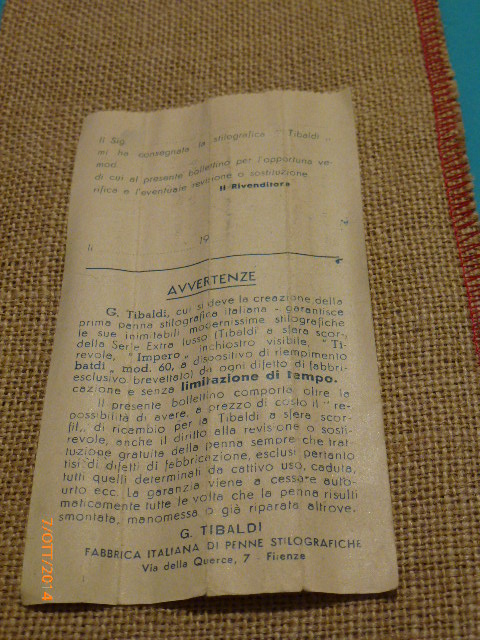 Il Sig.
mi ha consegnata la stilografica "Tibaldi"
mod.
di cui al presente bollettino per l'opportuna ve-
rifica e l'eventuale revisione o sostituzione.
Il Rivenditore
li 19
AVVERTENZE
G. Tibaldi, cui si deve la creazione della
prima penna stilografica italiana - garantisce
le sue inimitabili modernissime stilografiche
della Serie Extra lusso (Tibaldi a sfera scor-
revole, "Impero" inchiostro visibile, "Ti-
baldi" mod. 60, a dispositivo di riempimento
esclusivo brevettato) da ogni difetto di fabbri-
cazione e senza limitazione di tempo.
Il presente bollettino comporta oltre la
possibilità di avere, a prezzo di costo il "re-
fil" di ricambio per la Tibaldi a sfera scor-
revole, anche il diritto alla revisione o sosti-
tuzione gratuita della penna sempre che trat-
tisi di difetti di fabbricazione, esclusi pertanto
tutti quelli determinati da cattivo uso, caduta,
urto ecc. La garanzia viene a cessare auto-
maticamente tutte le volta che la penna risulti
smontata, manomessa o già riparata altrove.
G. TIBALDI
FABBRICA ITALIANA DI PENNE STILOGRAFICHE
Via della Querce, 7 - Firenze
7/OTT/2014